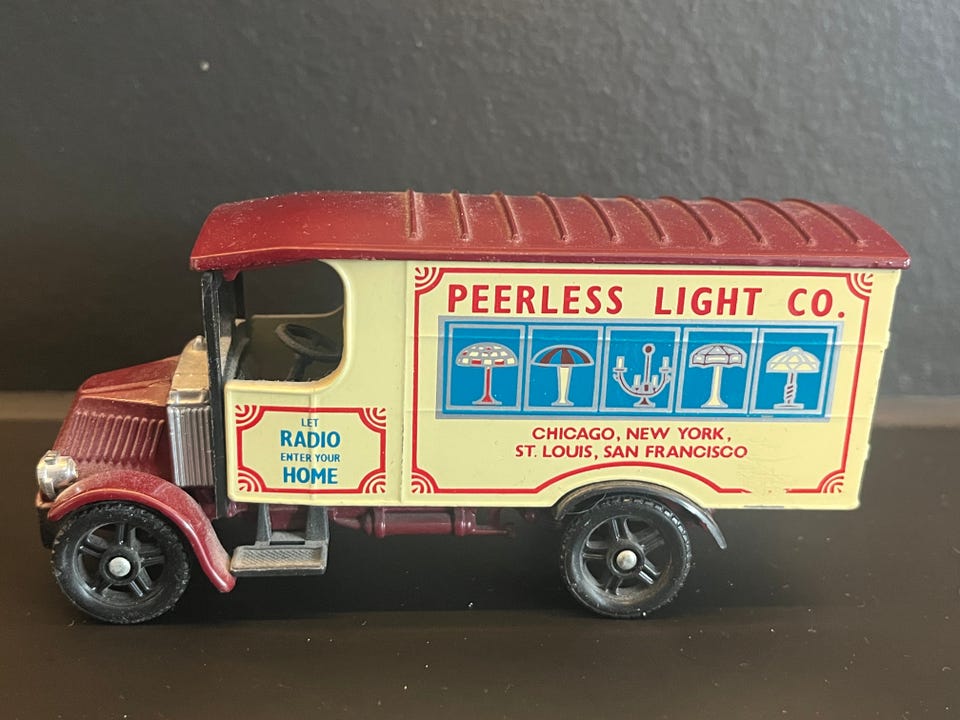 PEERLESS LIGHT CO.
CHICAGO, NEW YORK,
ST. LOUIS, SAN FRANCISCO
LET
RADIO
ENTER YOUR
HOME